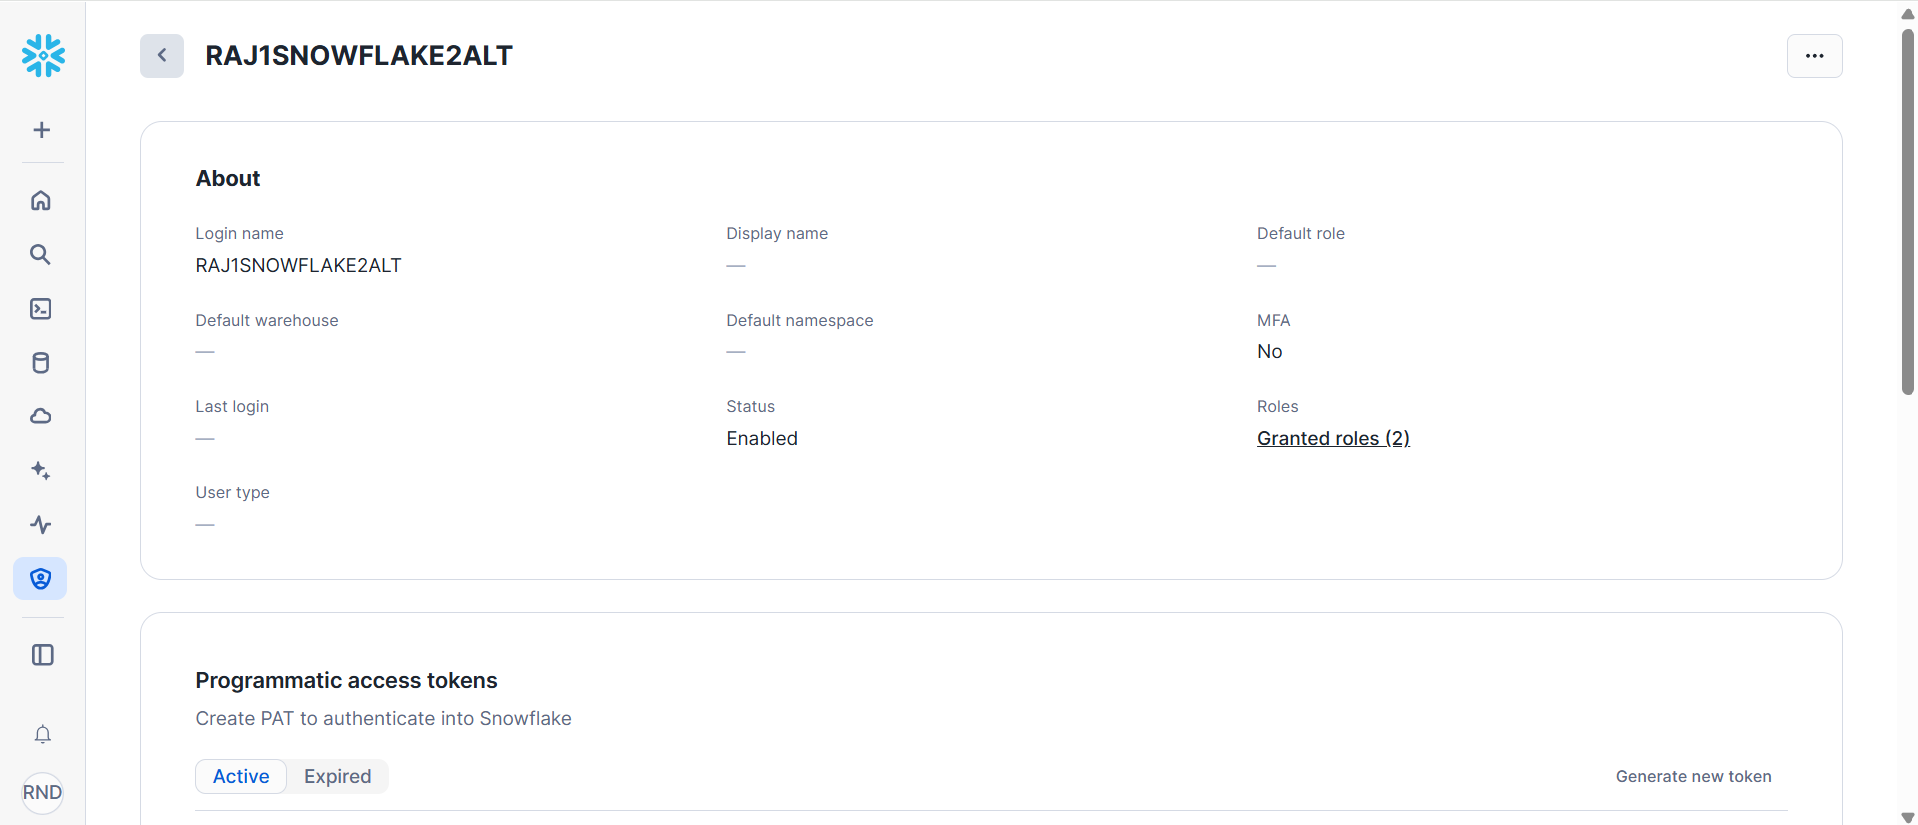 RAJ1SNOWFLAKE2ALT
About
Login name
RAJ1SNOWFLAKE2ALT
Display name
—
Default role
—
Default warehouse
—
Default namespace
—
MFA
No
Last login
—
Status
Enabled
Roles
Granted roles (2)
User type
—
Programmatic access tokens
Create PAT to authenticate into Snowflake
Active
Expired
Generate new token
RND